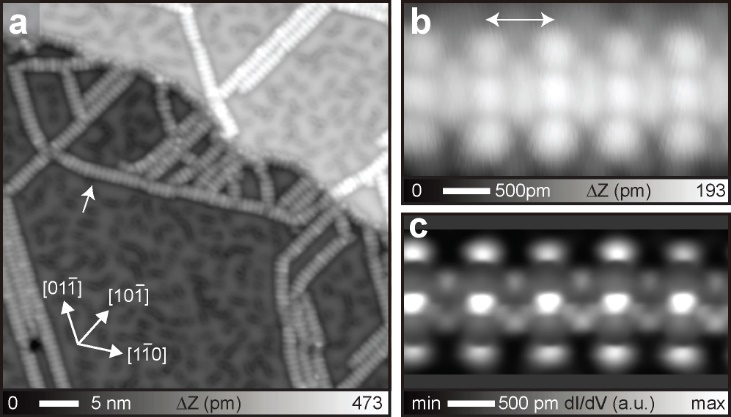 a
[011̄]
[101̄]
[11̄0]
0 5 nm ΔZ (pm) 473
b
0 500pm ΔZ (pm) 193
c
min 500 pm dI/dV (a.u.) max